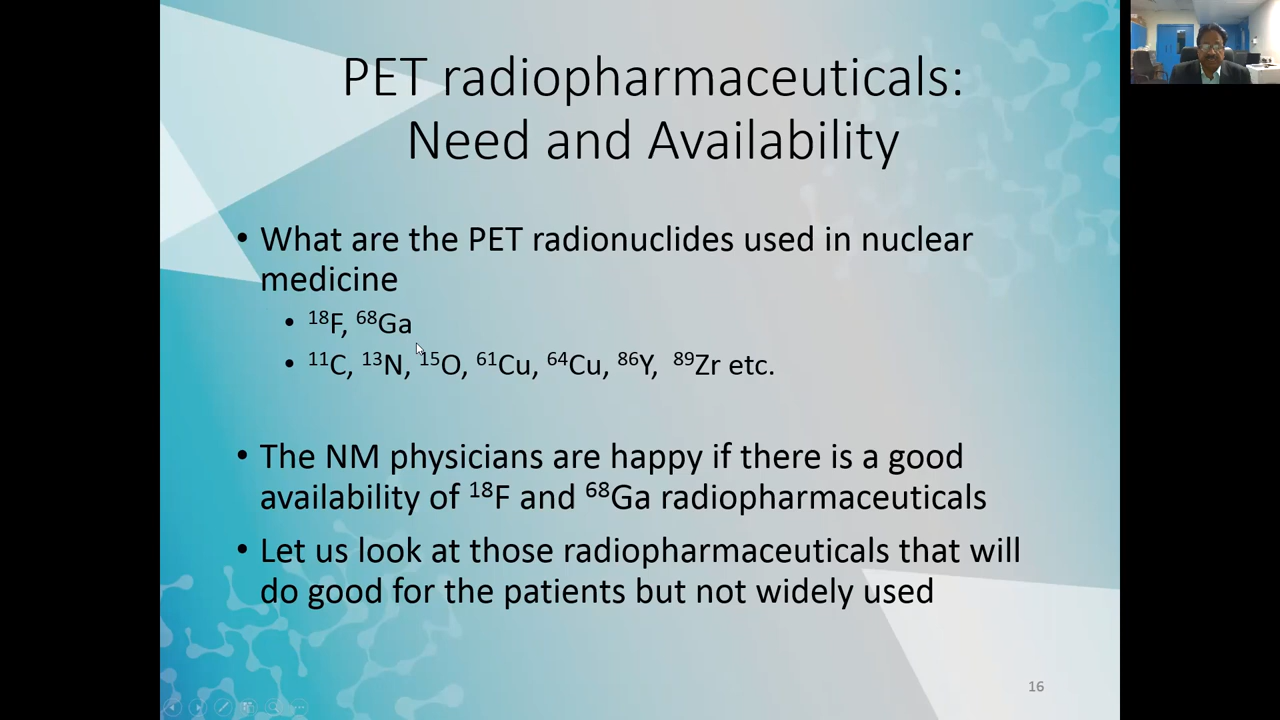 PET radiopharmaceuticals:
Need and Availability
• What are the PET radionuclides used in nuclear
medicine
• ¹⁸F, ⁶⁸Ga
• ¹¹C, ¹³N, ¹⁵O, ⁶¹Cu, ⁶⁴Cu, ⁸⁶Y, ⁸⁹Zr etc.
• The NM physicians are happy if there is a good
availability of ¹⁸F and ⁶⁸Ga radiopharmaceuticals
• Let us look at those radiopharmaceuticals that will
do good for the patients but not widely used
16